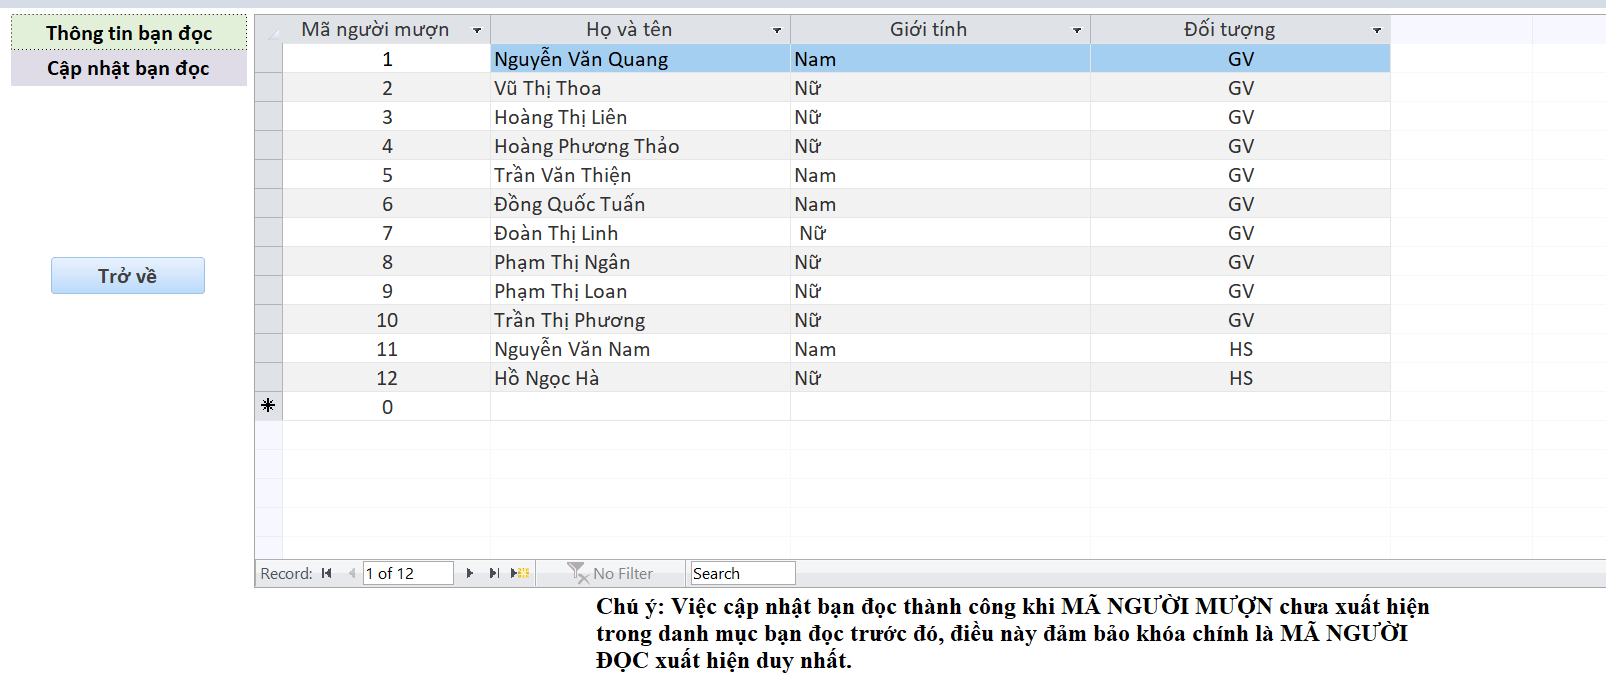 Thông tin bạn đọc
Cập nhật bạn đọc
Trở về
Mã người mượn Họ và tên Giới tính Đối tượng
1 Nguyễn Văn Quang Nam GV
2 Vũ Thị Thoa Nữ GV
3 Hoàng Thị Liên Nữ GV
4 Hoàng Phương Thảo Nữ GV
5 Trần Văn Thiện Nam GV
6 Đồng Quốc Tuấn Nam GV
7 Đoàn Thị Linh Nữ GV
8 Phạm Thị Ngân Nữ GV
9 Phạm Thị Loan Nữ GV
10 Trần Thị Phương Nữ GV
11 Nguyễn Văn Nam Nam HS
12 Hồ Ngọc Hà Nữ HS
0
Record: 1 of 12 No Filter Search
Chú ý: Việc cập nhật bạn đọc thành công khi MÃ NGƯỜI MƯỢN chưa xuất hiện
trong danh mục bạn đọc trước đó, điều này đảm bảo khóa chính là MÃ NGƯỜI
ĐỌC xuất hiện duy nhất.